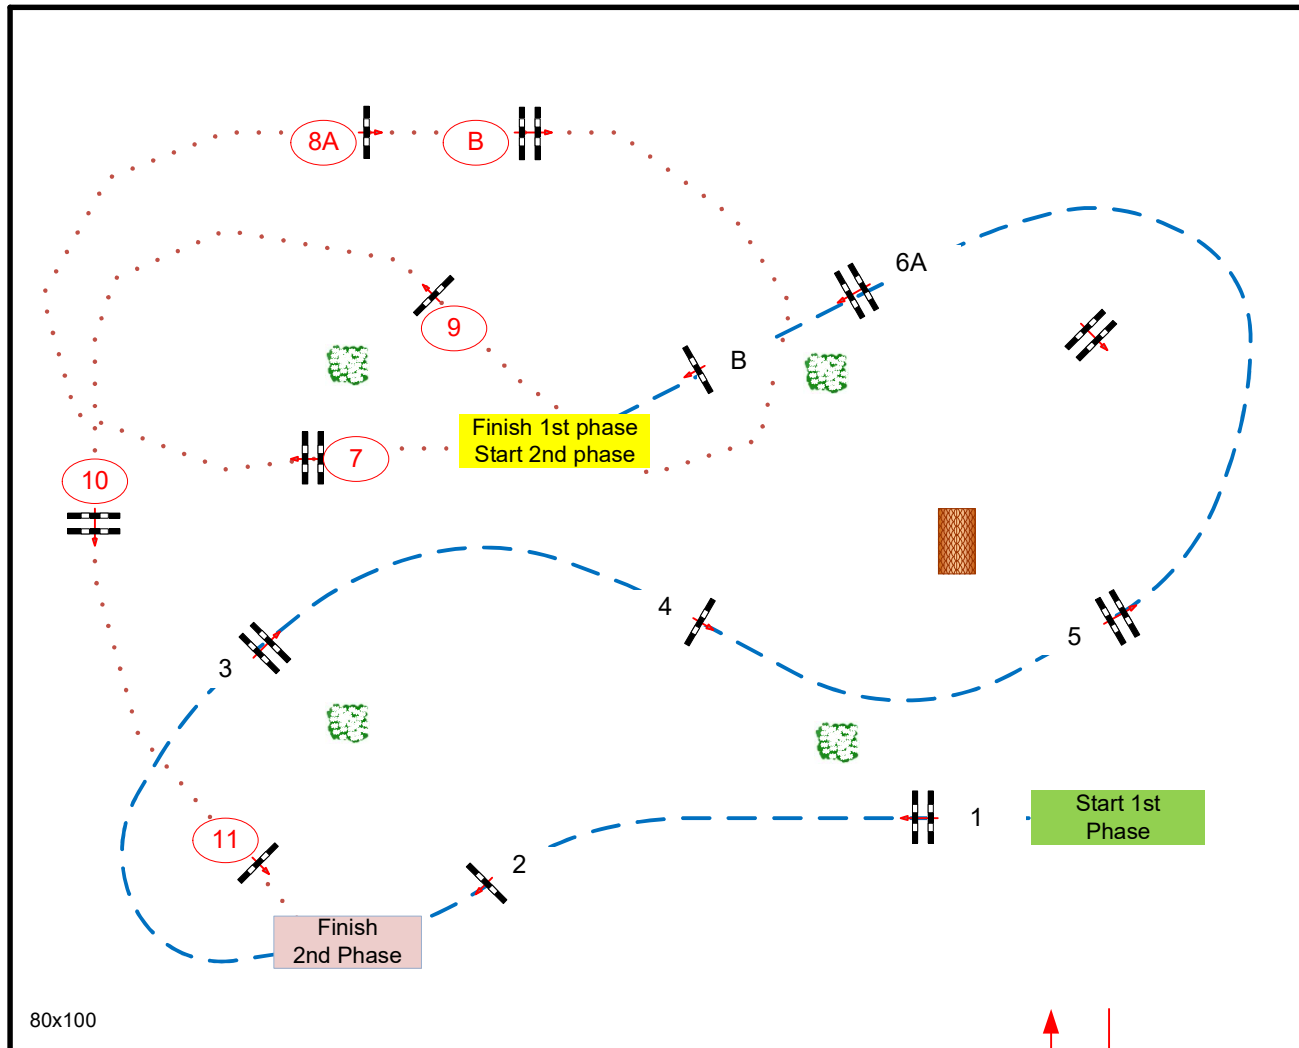 8A
B
6A
9
B
Finish 1st phase
Start 2nd phase
7
10
4
5
3
Start 1st
Phase
1
11
2
Finish
2nd Phase
80x100